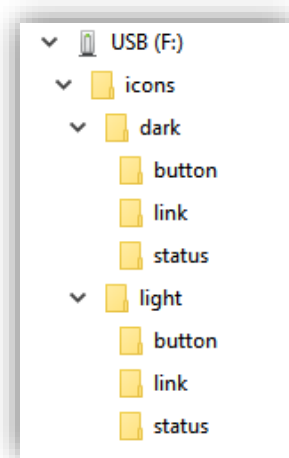 USB (F:)
icons
dark
button
link
status
light
button
link
status